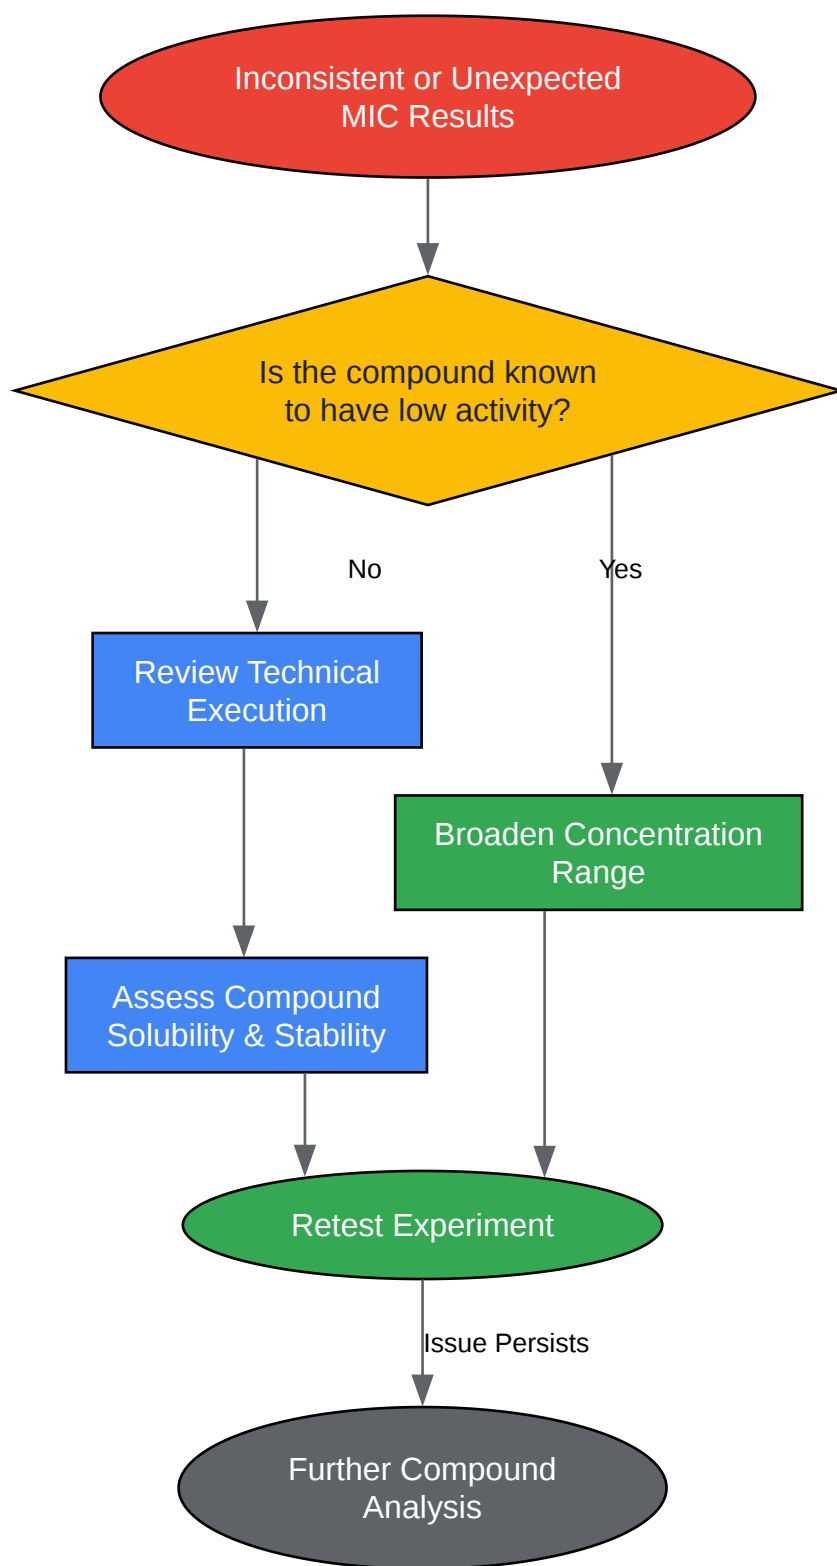 Inconsistent or Unexpected
MIC Results
Is the compound known
to have low activity?
No
Yes
Review Technical
Execution
Broaden Concentration
Range
Assess Compound
Solubility & Stability
Retest Experiment
Issue Persists
Further Compound
Analysis